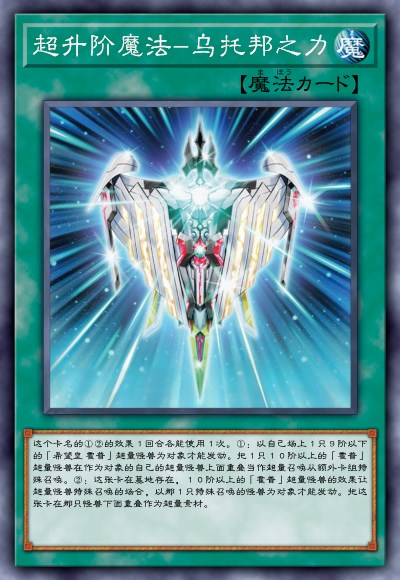 超升阶魔法-乌托邦之力
魔
【魔法カード】
ま ほう
这个卡名的①②的效果1回合各能使用1次。①：以自己场上1只9阶以下
的「希望皇 霍普」超量怪兽为对象才能发动。把1只10阶以上的「霍普」
超量怪兽在作为对象的自己的超量怪兽上面重叠当作超量召唤从额外卡组特
殊召唤。②：这张卡在墓地存在，10阶以上的「霍普」超量怪兽的效果让
超量怪兽特殊召唤的场合，以那1只特殊召唤的怪兽为对象才能发动。把这
张卡在那只怪兽下面重叠作为超量素材。